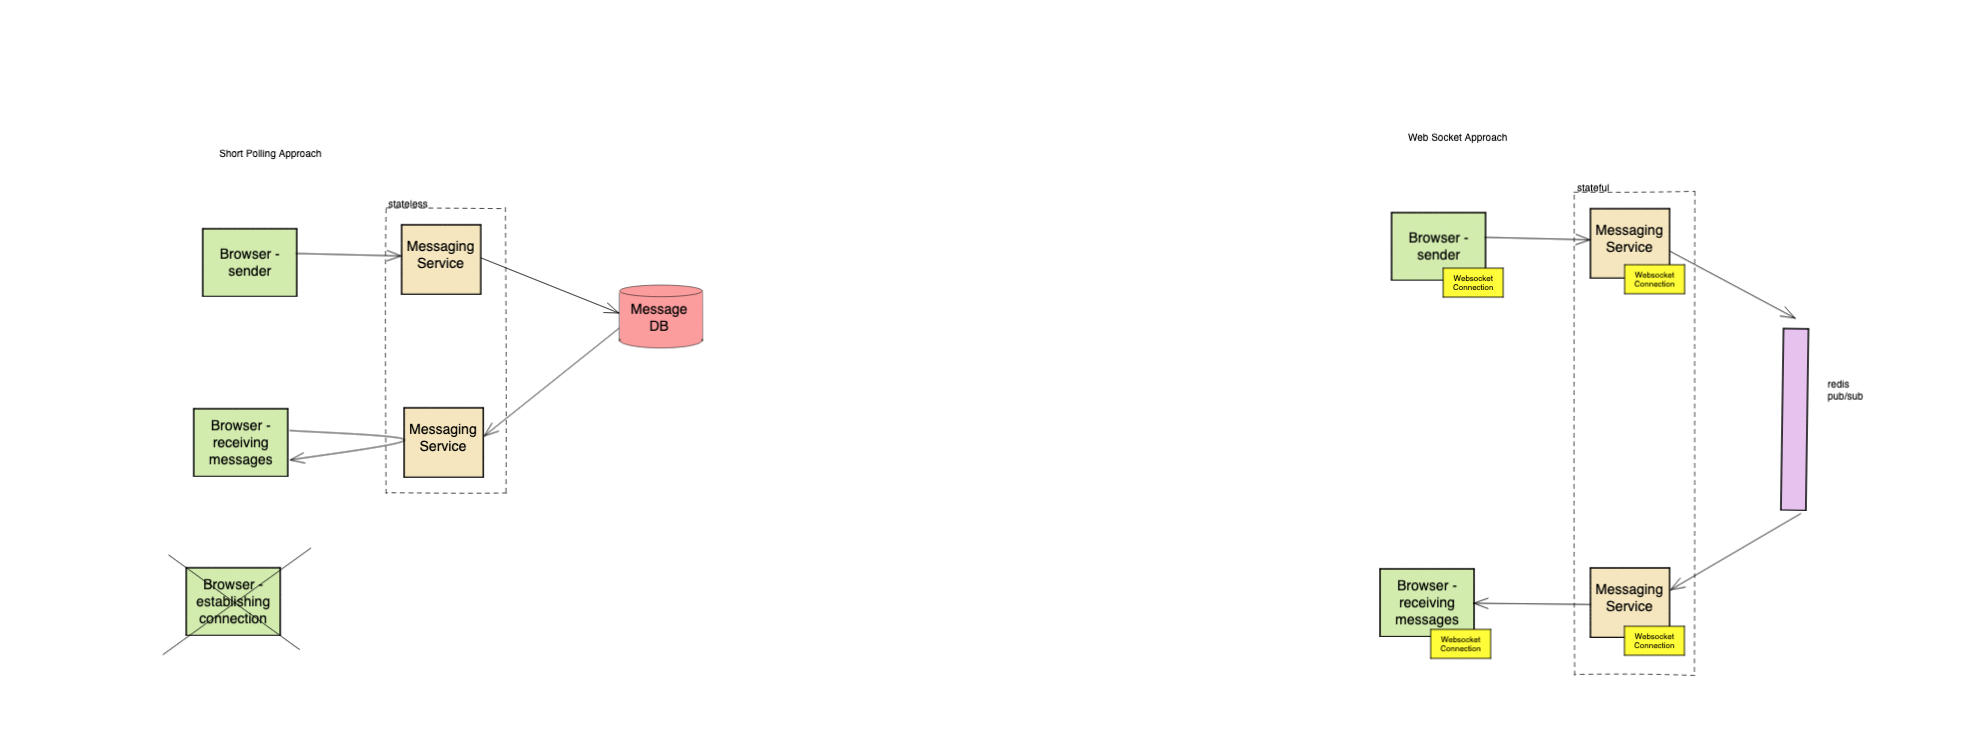 Short Polling Approach
stateless
Browser -
sender
Messaging
Service
Message
DB
Browser -
receiving
messages
Messaging
Service
Browser -
establishing
connection
Web Socket Approach
stateful
Browser -
sender
Websocket
Connection
Messaging
Service
Websocket
Connection
redis
pub/sub
Browser -
receiving
messages
Websocket
Connection
Messaging
Service
Websocket
Connection